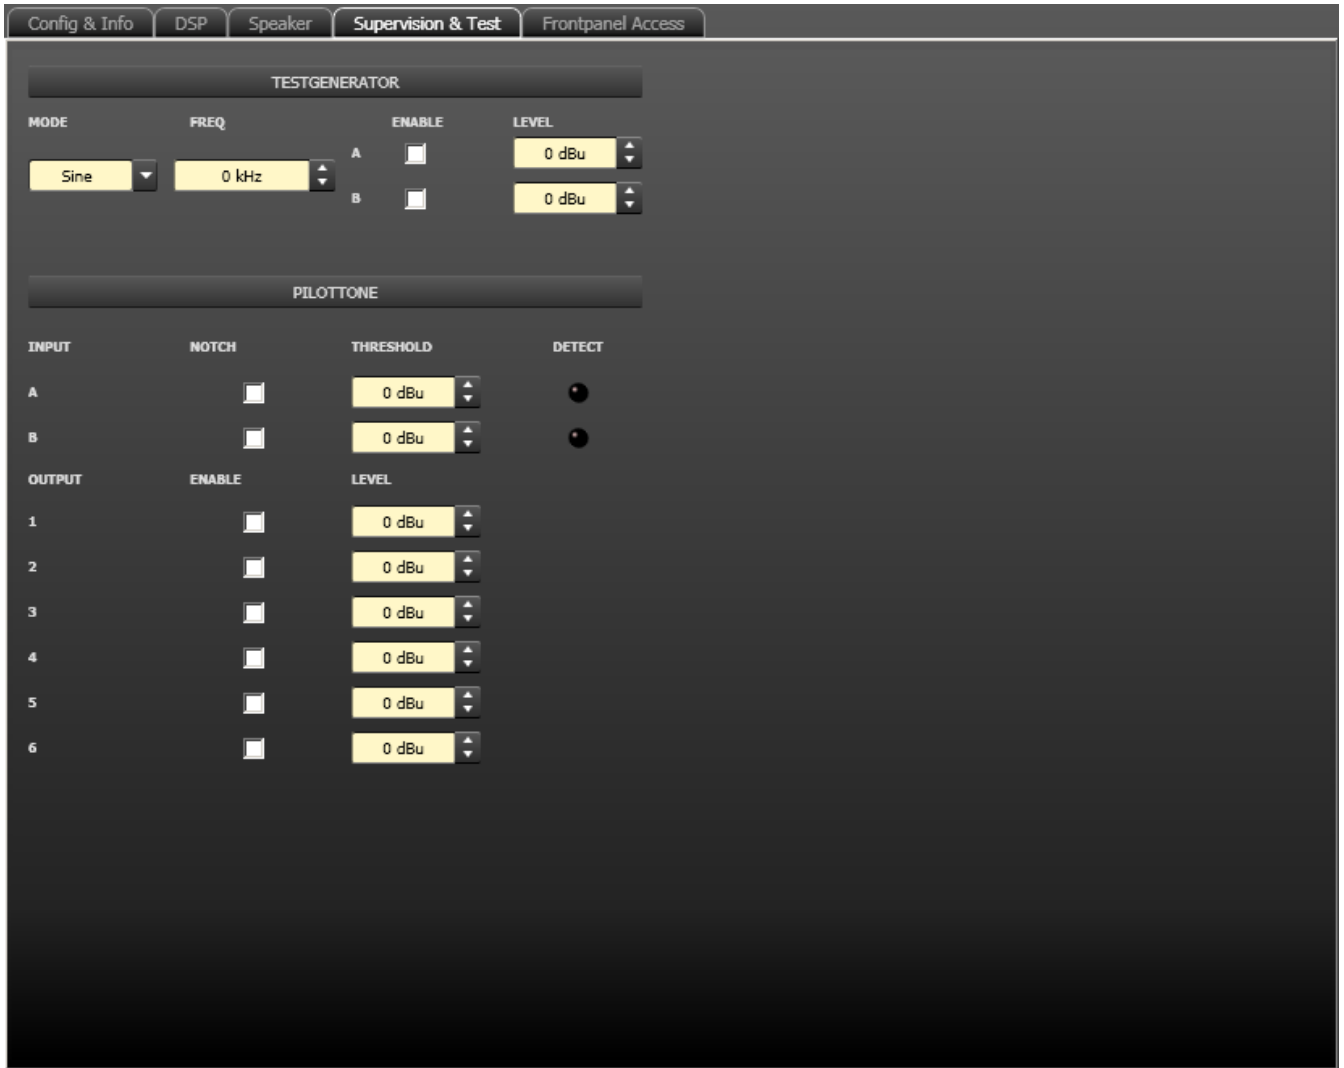 Config & Info DSP Speaker Supervision & Test Frontpanel Access
TESTGENERATOR
MODE FREQ ENABLE LEVEL
A 0 dBu
Sine 0 kHz
B 0 dBu
PILOTTONE
INPUT NOTCH THRESHOLD DETECT
A 0 dBu
B 0 dBu
OUTPUT ENABLE LEVEL
1 0 dBu
2 0 dBu
3 0 dBu
4 0 dBu
5 0 dBu
6 0 dBu